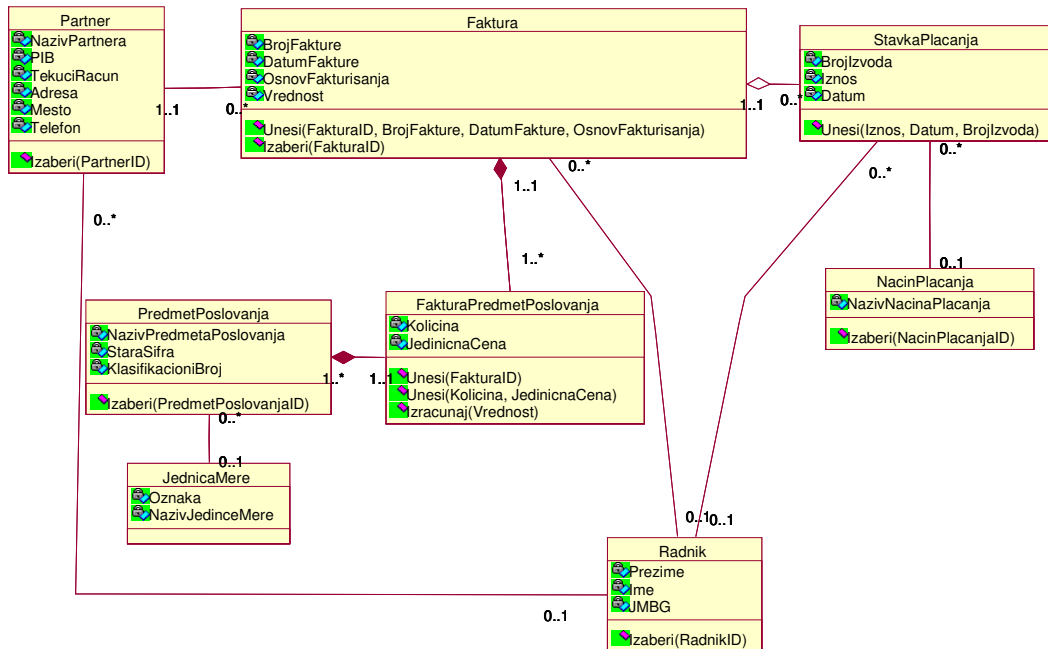 Partner
NazivPartnera
PIB
TekuciRacun
Adresa
Mesto
Telefon
Izaberi(PartnerID)
1..1
0..*
Faktura
BrojFakture
DatumFakture
OsnovFakturisanja
Vrednost
Unesi(FakturaID, BrojFakture, DatumFakture, OsnovFakturisanja)
Izaberi(FakturaID)
1..1
0..*
StavkaPlacanja
BrojIzvoda
Iznos
Datum
Unesi(Iznos, Datum, BrojIzvoda)
0..*
1..1
0..*
0..*
0..*
1..*
0..1
NacinPlacanja
NazivNacinaPlacanja
Izaberi(NacinPlacanjaID)
PredmetPoslovanja
NazivPredmetaPoslovanja
StaraSifra
KlasifikacioniBroj
Izaberi(PredmetPoslovanjaID)
1..*
1..1
FakturaPredmetPoslovanja
Kolicina
JedinicnaCena
Unesi(FakturaID)
Unesi(Kolicina, JedinicnaCena)
Izracunaj(Vrednost)
0..*
0..1
JednicaMere
Oznaka
NazivJedinceMere
0..1
0..1
Radnik
Prezime
Ime
JMBG
Izaberi(RadnikID)
0..1